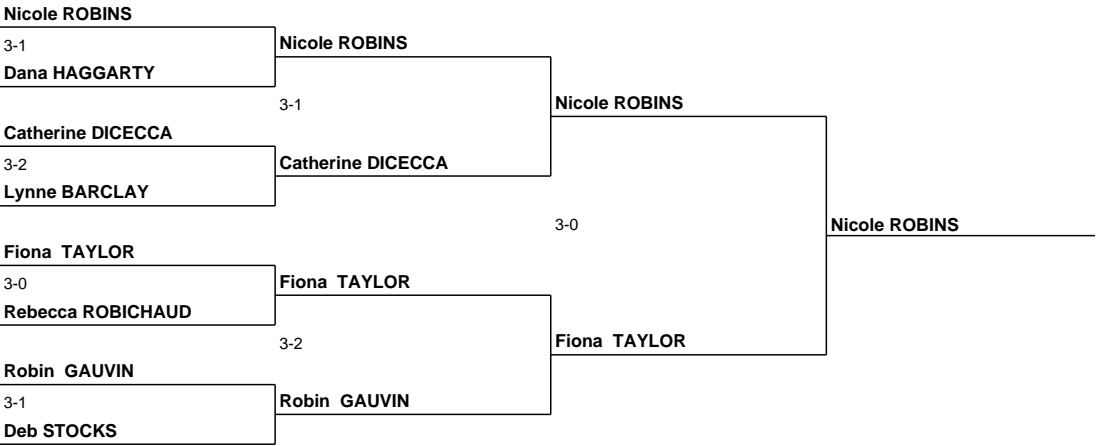 Nicole ROBINS
3-1
Nicole ROBINS
Dana HAGGARTY
3-1
Nicole ROBINS
Catherine DICECCA
3-2
Catherine DICECCA
Lynne BARCLAY
3-0
Nicole ROBINS
Fiona TAYLOR
3-0
Fiona TAYLOR
Rebecca ROBICHAUD
3-2
Fiona TAYLOR
Robin GAUVIN
3-1
Robin GAUVIN
Deb STOCKS